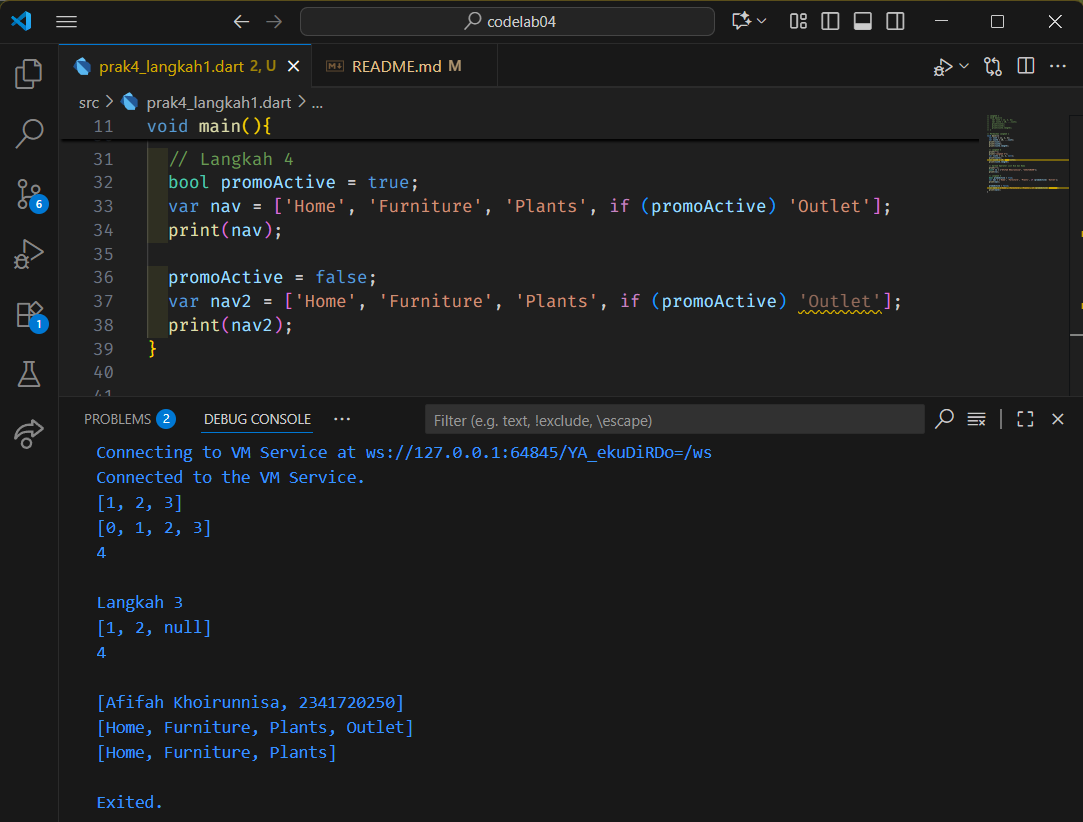 codelab04
prak4_langkah1.dart 2, U
README.md M
src > prak4_langkah1.dart > ...
11 void main(){
31 // Langkah 4
32 bool promoActive = true;
33 var nav = ['Home', 'Furniture', 'Plants', if (promoActive) 'Outlet'];
34 print(nav);
35
36 promoActive = false;
37 var nav2 = ['Home', 'Furniture', 'Plants', if (promoActive) 'Outlet'];
38 print(nav2);
39 }
40
41
6
1
PROBLEMS 2 DEBUG CONSOLE ... Filter (e.g. text, !exclude, \escape)
Connecting to VM Service at ws://127.0.0.1:64845/YA_ekuDiRDo=/ws
Connected to the VM Service.
[1, 2, 3]
[0, 1, 2, 3]
4
Langkah 3
[1, 2, null]
4
[Afifah Khoirunnisa, 2341720250]
[Home, Furniture, Plants, Outlet]
[Home, Furniture, Plants]
Exited.